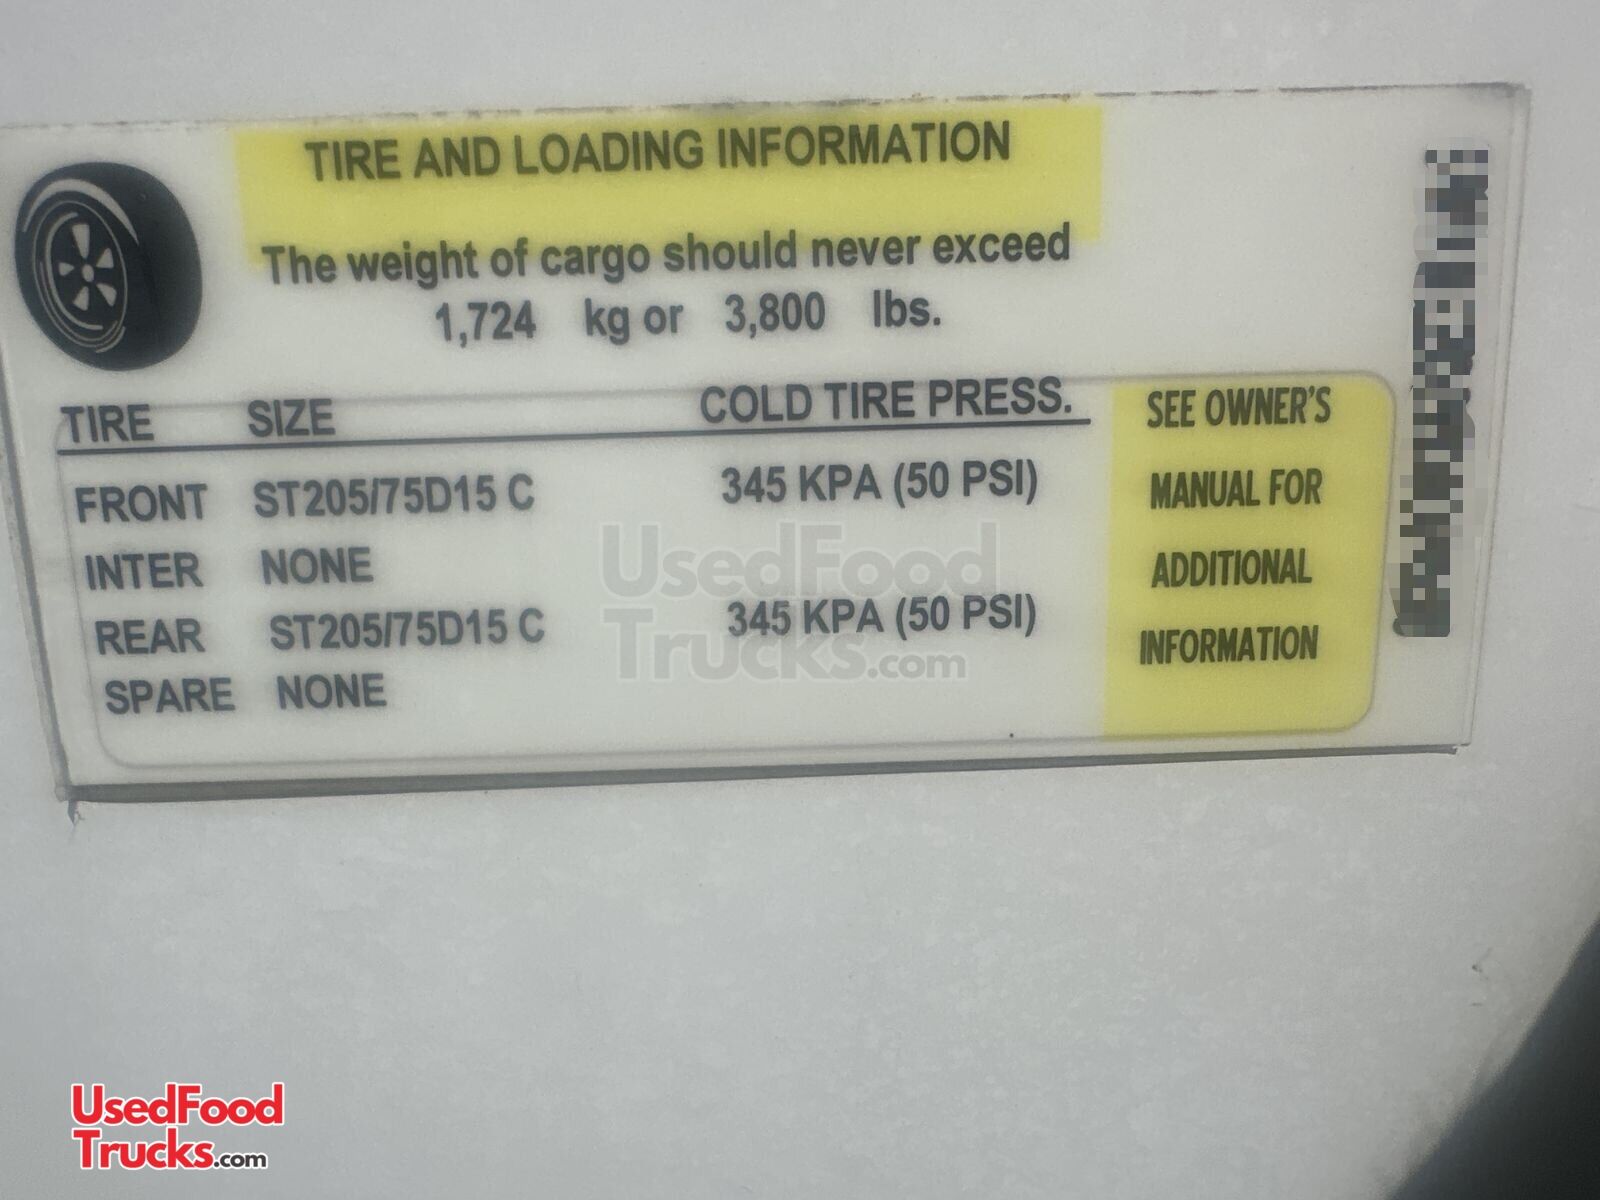 TIRE AND LOADING INFORMATION
The weight of cargo should never exceed
1,724 kg or 3,800 lbs.
TIRE SIZE COLD TIRE PRESS.
FRONT ST205/75D15 C 345 KPA (50 PSI)
INTER NONE
REAR ST205/75D15 C 345 KPA (50 PSI)
SPARE NONE
SEE OWNER'S
MANUAL FOR
ADDITIONAL
INFORMATION
UsedFood
Trucks.com
UsedFood
Trucks.com